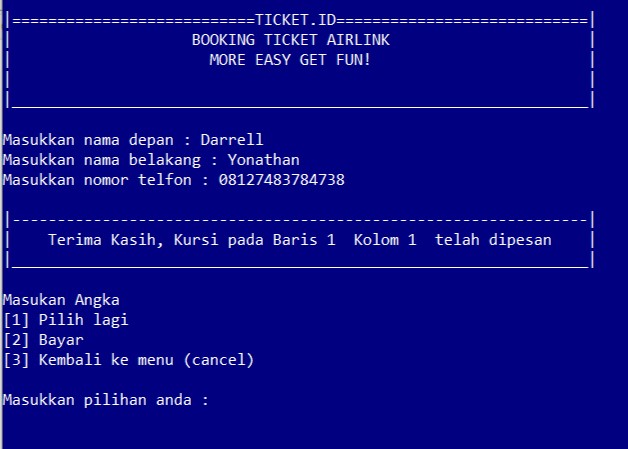 |===========================TICKET.ID============================|
BOOKING TICKET AIRLINK
MORE EASY GET FUN!
Masukkan nama depan : Darrell
Masukkan nama belakang : Yonathan
Masukkan nomor telfon : 08127483784738
|----------------------------------------------------------------|
Terima Kasih, Kursi pada Baris 1  Kolom 1  telah dipesan
Masukan Angka
[1] Pilih lagi
[2] Bayar
[3] Kembali ke menu (cancel)
Masukkan pilihan anda :